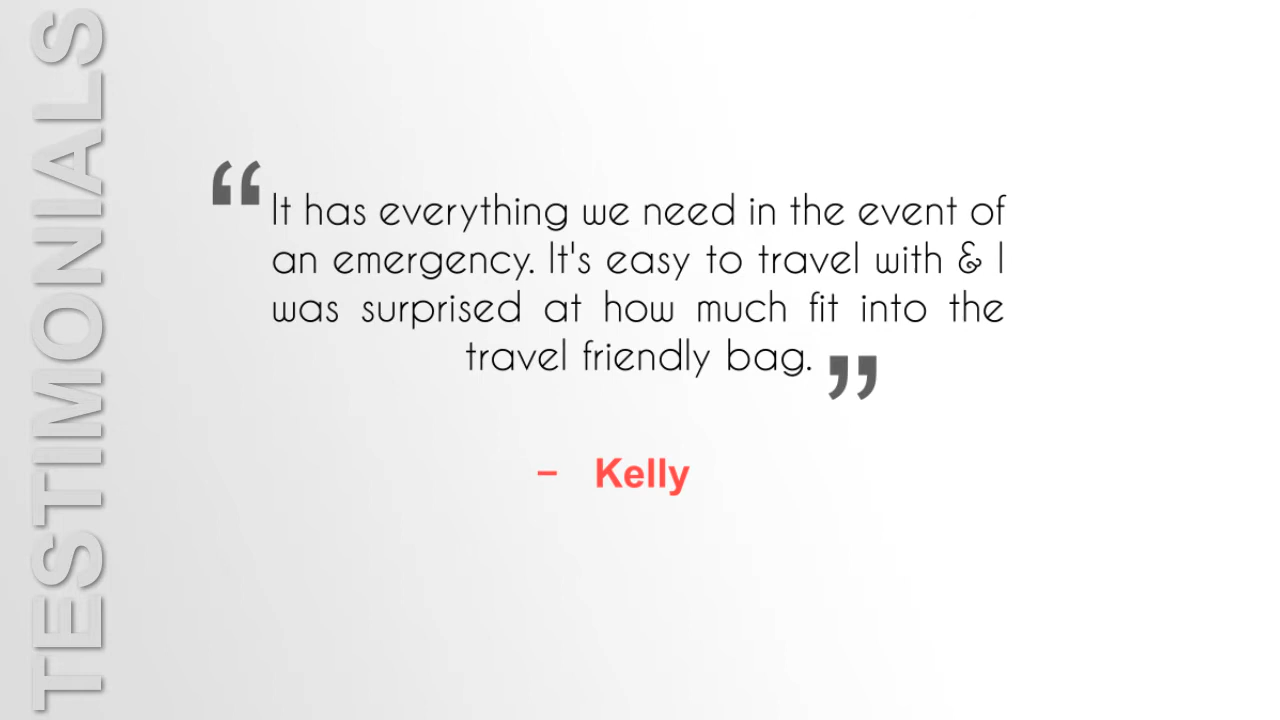 TESTIMONIALS
“It has everything we need in the event of
an emergency. It's easy to travel with & I
was surprised at how much fit into the
travel friendly bag.”
– Kelly